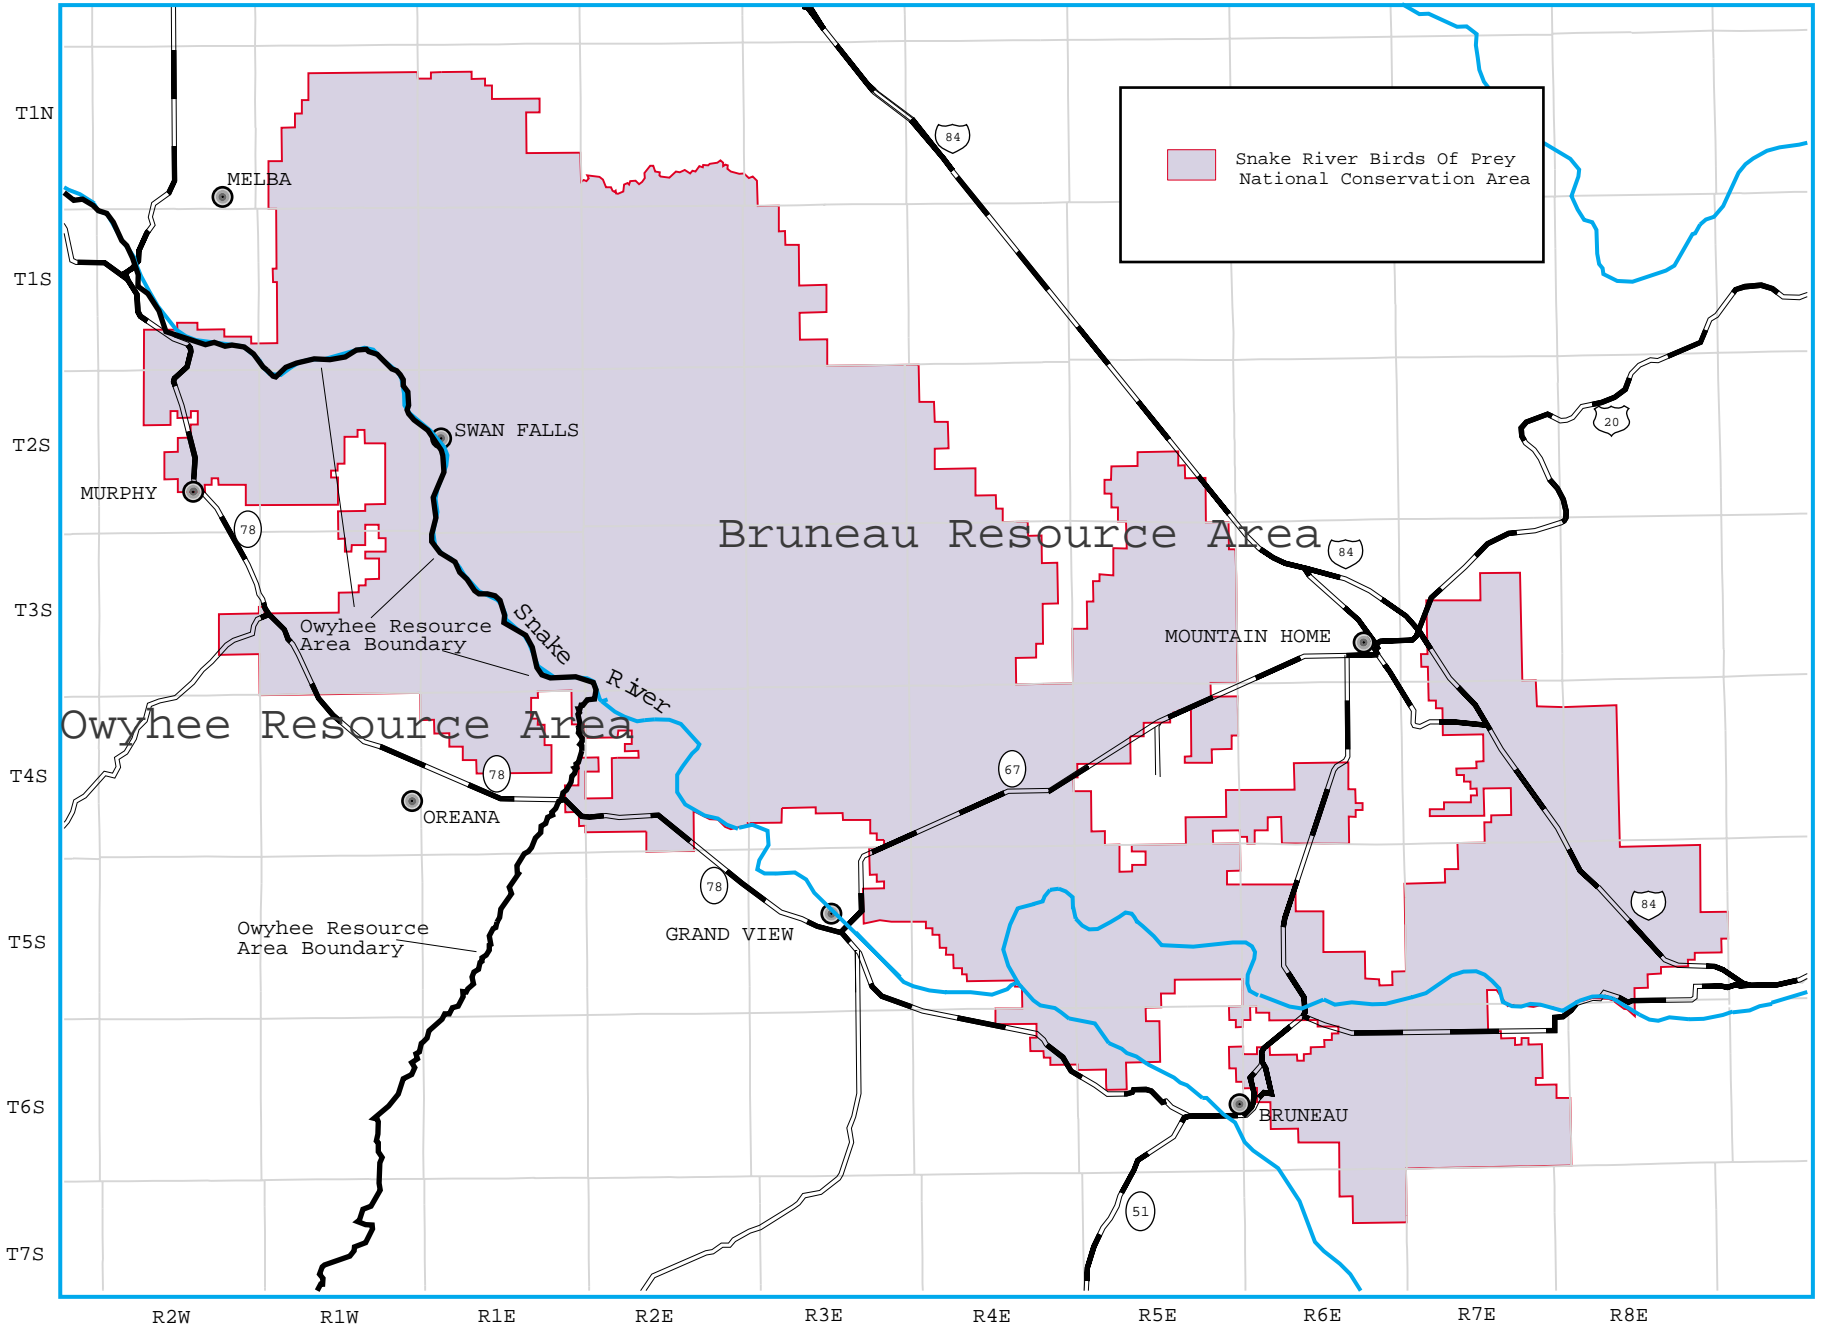 84
T1N
Snake River Birds Of Prey
National Conservation Area
MELBA
T1S
20
SWAN FALLS
T2S
MURPHY
78
Bruneau Resource Area
84
T3S
Owyhee Resource
Area Boundary
Snake River
MOUNTAIN HOME
Owyhee Resource Area
78
67
T4S
OREANA
78
84
Owyhee Resource
Area Boundary
GRAND VIEW
T5S
T6S
BRUNEAU
51
T7S
R2W R1W R1E R2E R3E R4E R5E R6E R7E R8E